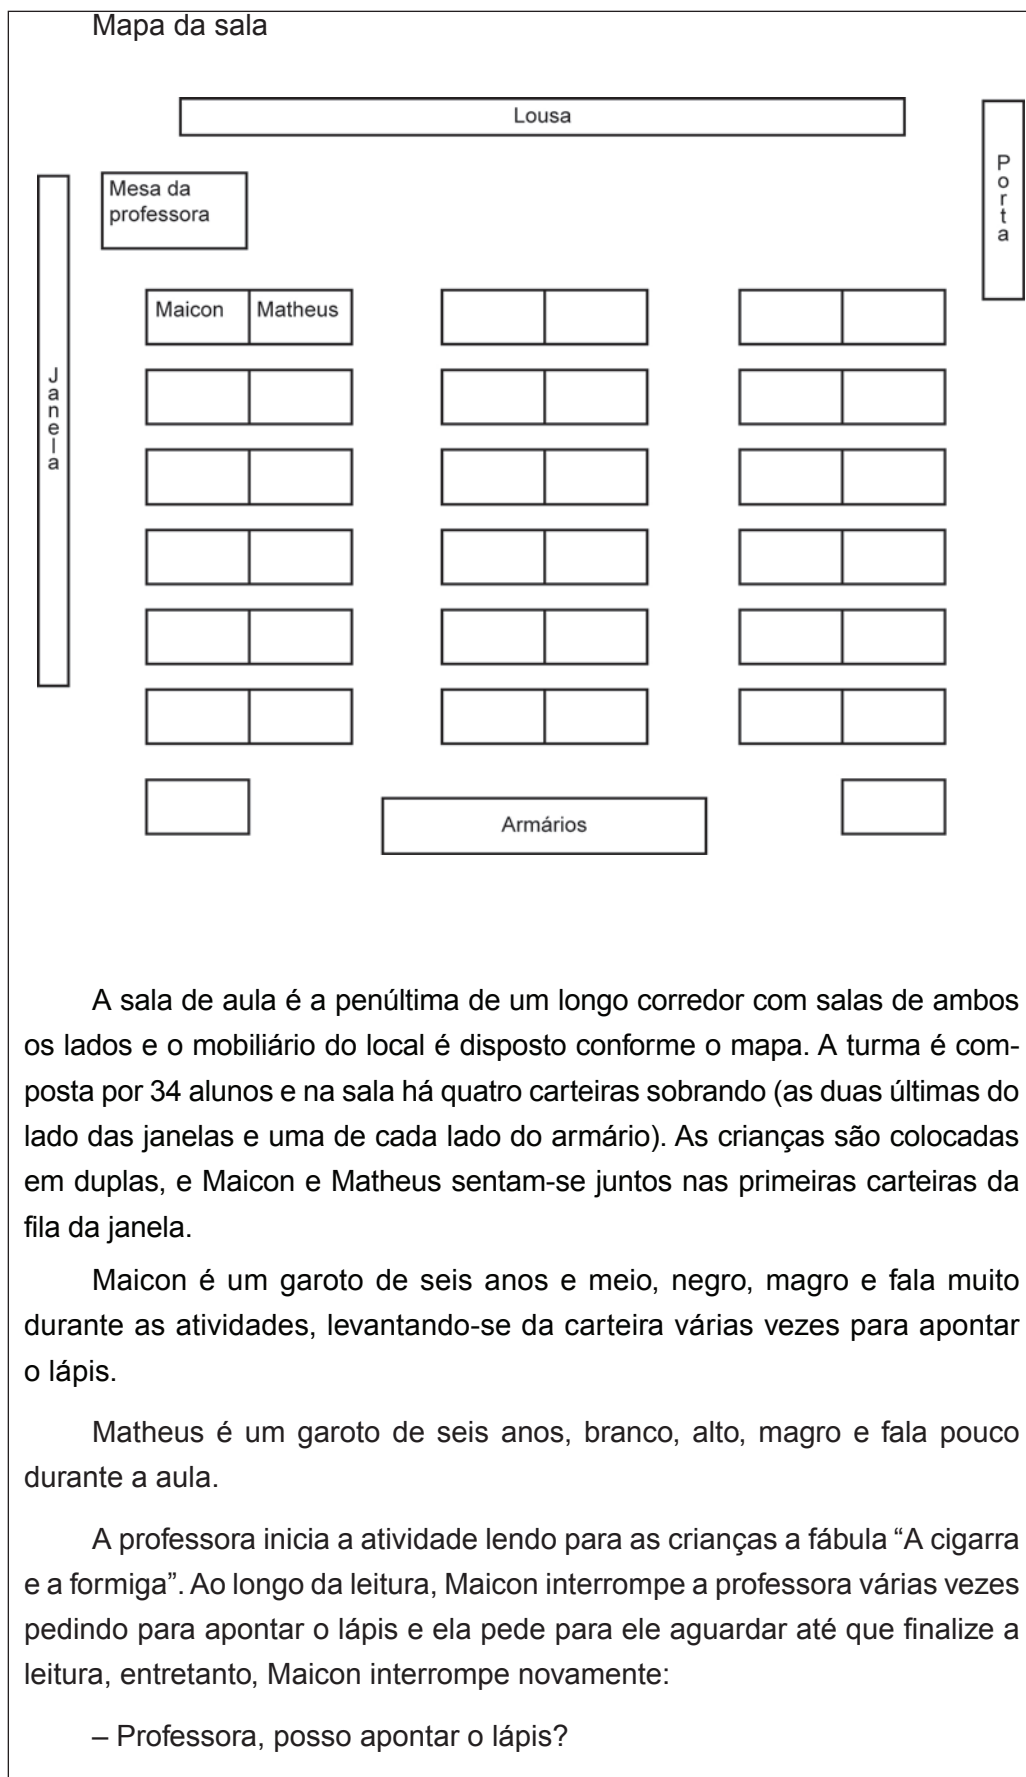 Mapa da sala
Lousa
Porta
Mesa da
professora
Maicon
Matheus
Janela
Armários
A sala de aula é a penúltima de um longo corredor com salas de ambos
os lados e o mobiliário do local é disposto conforme o mapa. A turma é com-
posta por 34 alunos e na sala há quatro carteiras sobrando (as duas últimas do
lado das janelas e uma de cada lado do armário). As crianças são colocadas
em duplas, e Maicon e Matheus sentam-se juntos nas primeiras carteiras da
fila da janela.
Maicon é um garoto de seis anos e meio, negro, magro e fala muito
durante as atividades, levantando-se da carteira várias vezes para apontar
o lápis.
Matheus é um garoto de seis anos, branco, alto, magro e fala pouco
durante a aula.
A professora inicia a atividade lendo para as crianças a fábula “A cigarra
e a formiga”. Ao longo da leitura, Maicon interrompe a professora várias vezes
pedindo para apontar o lápis e ela pede para ele aguardar até que finalize a
leitura, entretanto, Maicon interrompe novamente:
– Professora, posso apontar o lápis?